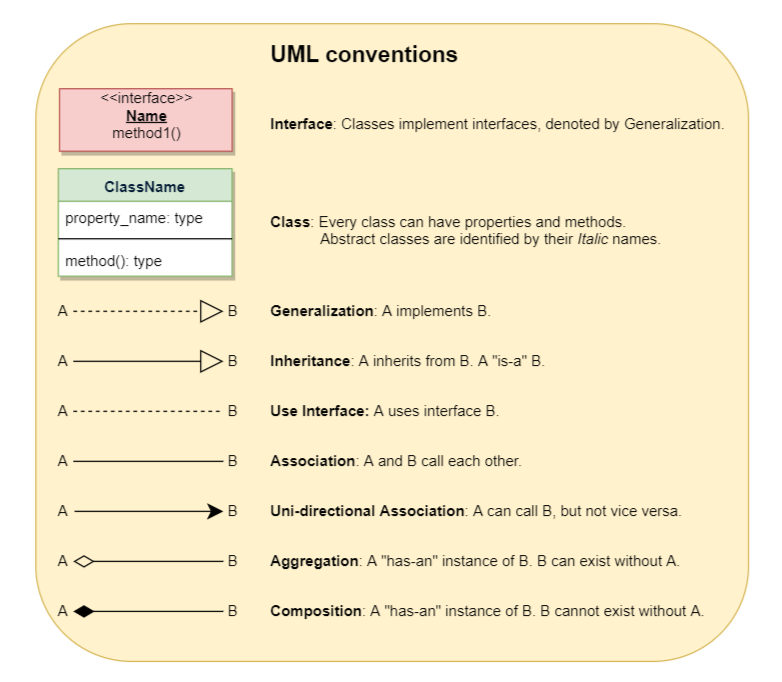 UML conventions
<<interface>>
Name
method1()
Interface: Classes implement interfaces, denoted by Generalization.
ClassName
property_name: type
method(): type
Class: Every class can have properties and methods.
Abstract classes are identified by their Italic names.
A B Generalization: A implements B.
A B Inheritance: A inherits from B. A "is-a" B.
A B Use Interface: A uses interface B.
A B Association: A and B call each other.
A B Uni-directional Association: A can call B, but not vice versa.
A B Aggregation: A "has-an" instance of B. B can exist without A.
A B Composition: A "has-an" instance of B. B cannot exist without A.